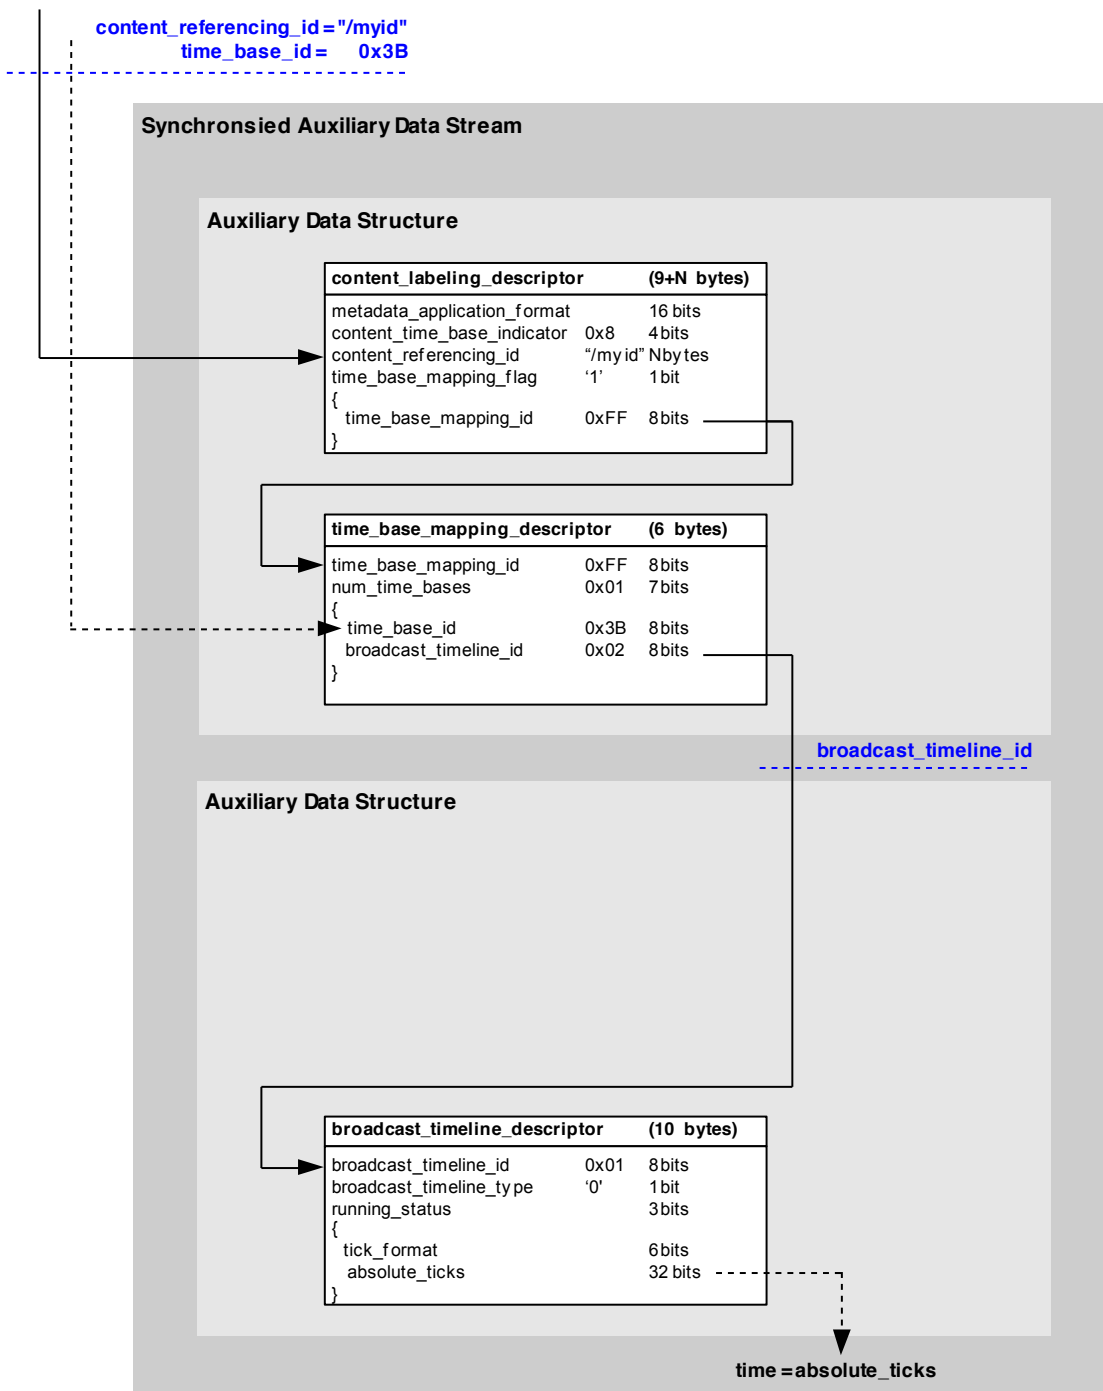 content_referencing_id = "/myid"
time_base_id = 0x3B
Synchronsied Auxiliary Data Stream
Auxiliary Data Structure
content_labeling_descriptor (9+N bytes)
metadata_application_format 16 bits
content_time_base_indicator 0x8 4 bits
content_referencing_id “/myid” N bytes
time_base_mapping_flag ‘1’ 1 bit
{
time_base_mapping_id 0xFF 8 bits
}
time_base_mapping_descriptor (6 bytes)
time_base_mapping_id 0xFF 8 bits
num_time_bases 0x01 7 bits
{
time_base_id 0x3B 8 bits
broadcast_timeline_id 0x02 8 bits
}
broadcast_timeline_id
Auxiliary Data Structure
broadcast_timeline_descriptor (10 bytes)
broadcast_timeline_id 0x01 8 bits
broadcast_timeline_type ‘0' 1 bit
running_status 3 bits
{
tick_format 6 bits
absolute_ticks 32 bits
}
time = absolute_ticks